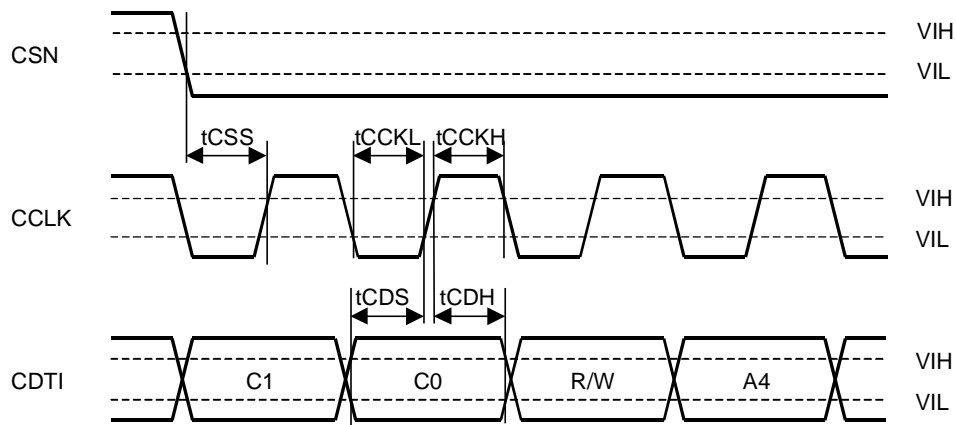 CSN
VIH
VIL
tCSS
tCCKL
tCCKH
CCLK
VIH
VIL
tCDS
tCDH
CDTI
C1
C0
R/W
A4
VIH
VIL